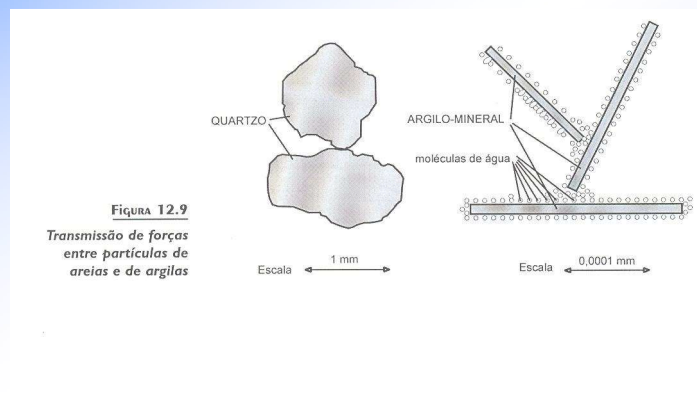 QUARTZO
ARGILO-MINERAL
moléculas de água
FIGURA 12.9
Transmissão de forças
entre partículas de
areias e de argilas
Escala
1 mm
Escala
0,0001 mm